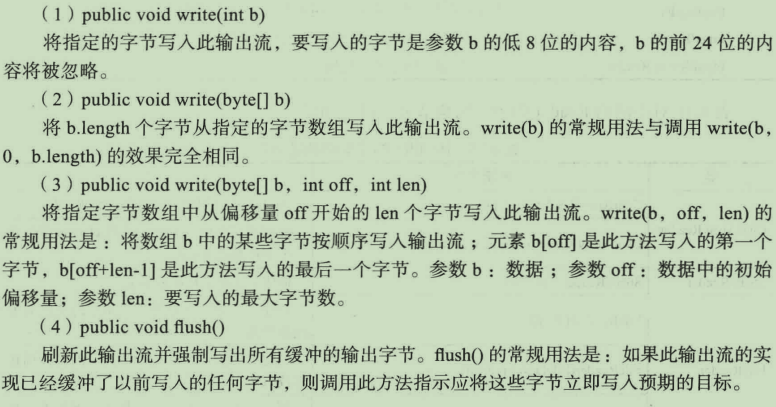 （1）public void write(int b)
将指定的字节写入此输出流，要写入的字节是参数 b 的低 8 位的内容，b 的前 24 位的内
容将被忽略。
（2）public void write(byte[] b)
将 b.length 个字节从指定的字节数组写入此输出流。write(b) 的常规用法与调用 write(b,
0，b.length) 的效果完全相同。
（3）public void write(byte[] b，int off，int len)
将指定字节数组中从偏移量 off 开始的 len 个字节写入此输出流。write(b，off，len) 的
常规用法是：将数组 b 中的某些字节按顺序写入输出流；元素 b[off] 是此方法写入的第一个
字节，b[off+len-1] 是此方法写入的最后一个字节。参数 b：数据；参数 off：数据中的初始
偏移量；参数 len：要写入的最大字节数。
（4）public void flush()
刷新此输出流并强制写出所有缓冲的输出字节。flush() 的常规用法是：如果此输出流的实
现已经缓冲了以前写入的任何字节，则调用此方法指示应将这些字节立即写入预期的目标。